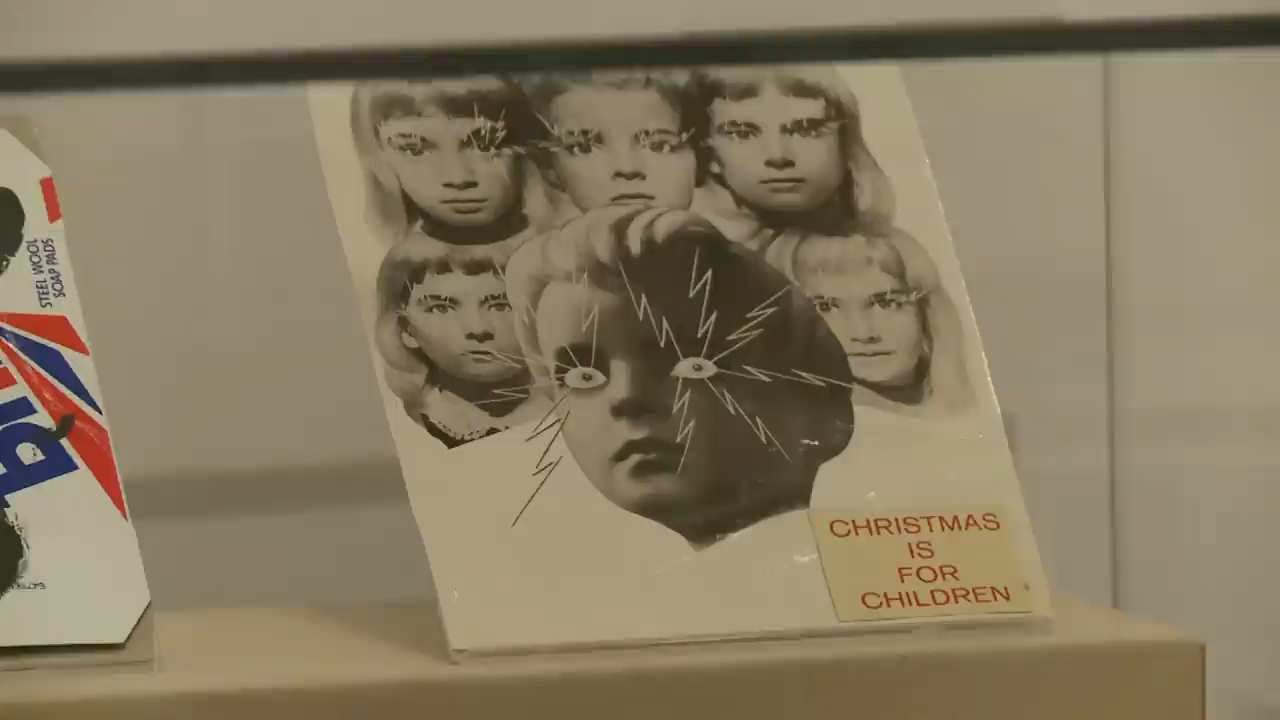 STEEL WOOL
SOAP PADS
CHRISTMAS
IS
FOR
CHILDREN